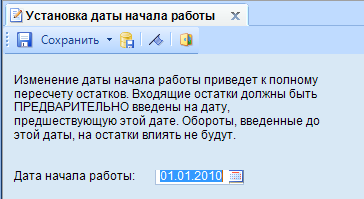 Установка даты начала работы
Сохранить
Изменение даты начала работы приведет к полному
пересчету остатков. Входящие остатки должны быть
ПРЕДВАРИТЕЛЬНО введены на дату,
предшествующую этой дате. Обороты, введенные до
этой даты, на остатки влиять не будут.
Дата начала работы: 01.01.2010